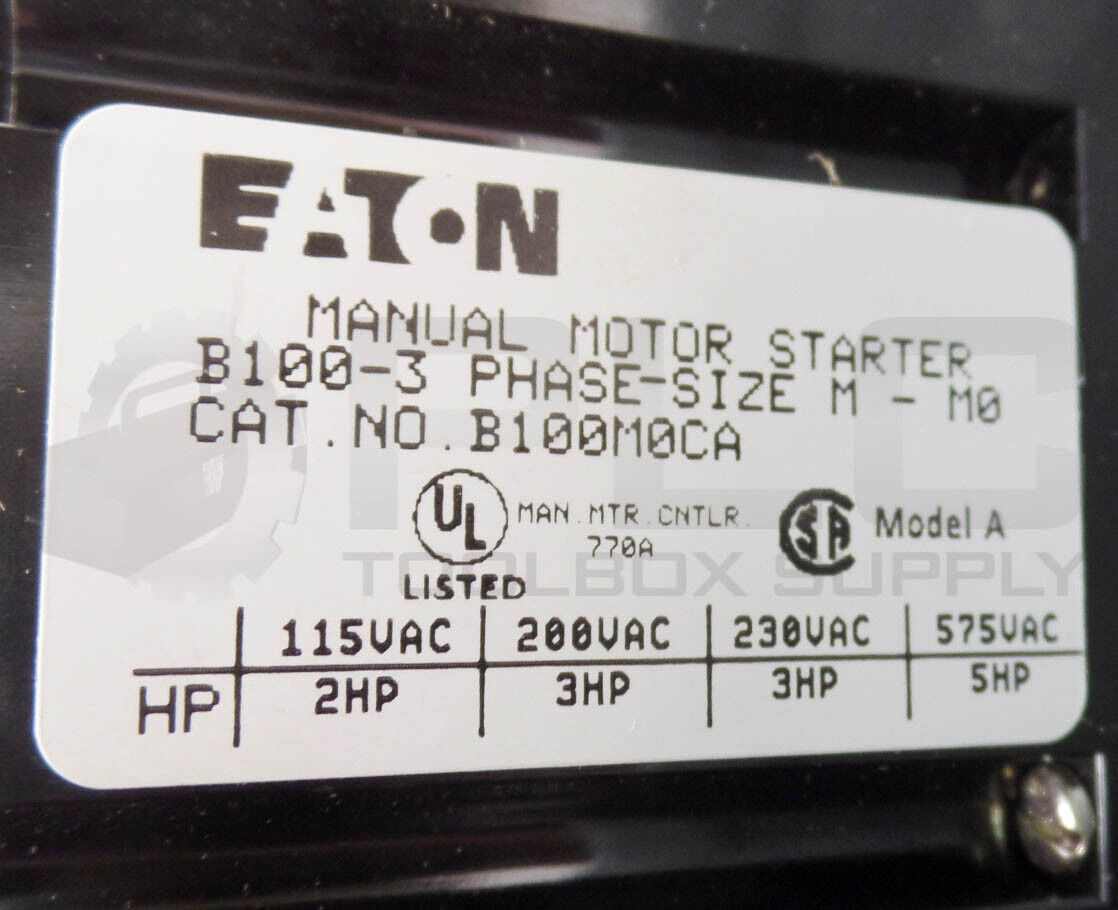 EATON
MANUAL MOTOR STARTER
B100-3 PHASE-SIZE M - M0
CAT.NO.B100M0CA
UL MAN.MTR.CNTLR. SA Model A
770A
LISTED
PLC
TOOLBOX SUPPLY
115VAC 200VAC 230VAC 575VAC
HP 2HP 3HP 3HP 5HP